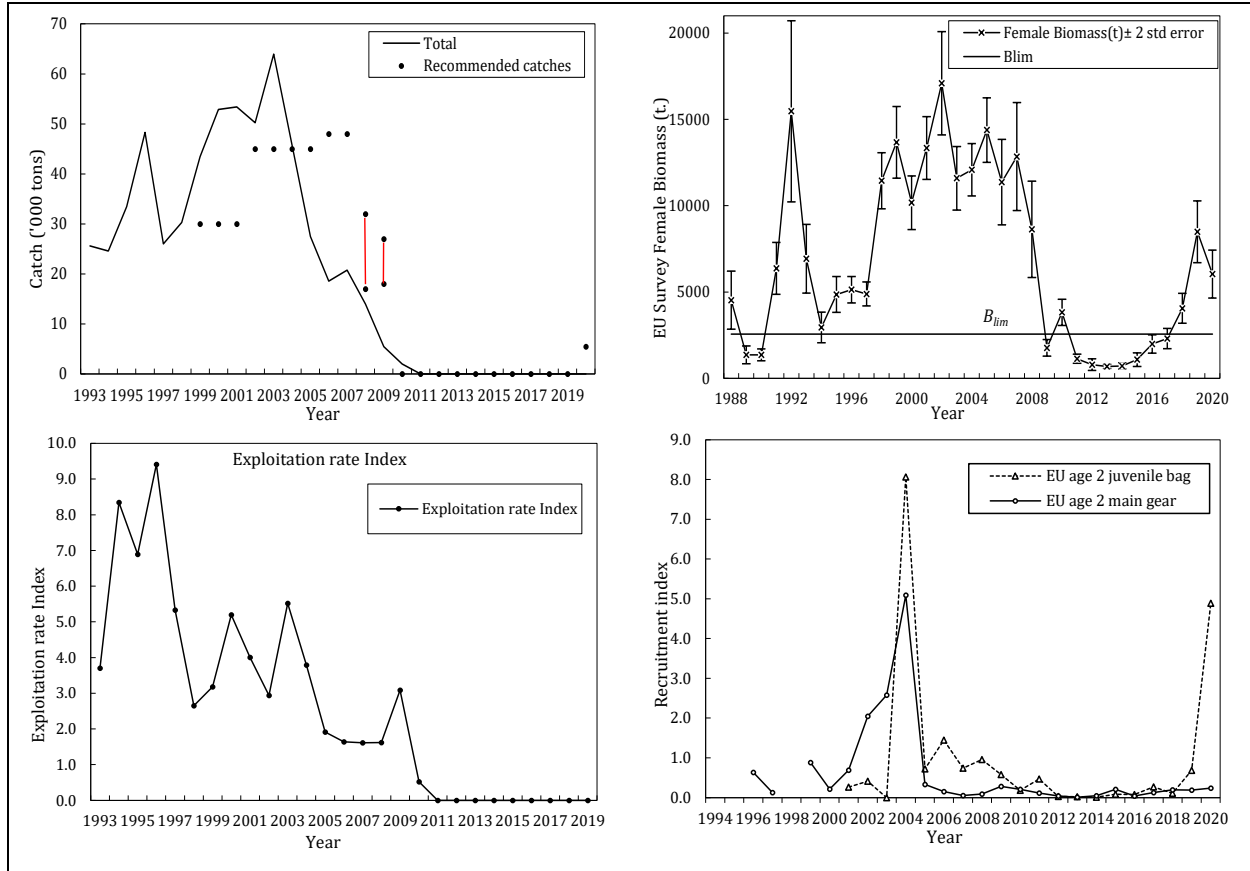 70
60
50
40
30
20
10
0
Catch ('000 tons)
Total
Recommended catches
1993 1995 1997 1999 2001 2003 2005 2007 2009 2011 2013 2015 2017 2019
Year
20000
15000
10000
5000
0
EU Survey Female Biomass (t.)
Female Biomass(t)± 2 std error
Blim
Blim
1988 1992 1996 2000 2004 2008 2012 2016 2020
Year
Exploitation rate Index
10.0
9.0
8.0
7.0
6.0
5.0
4.0
3.0
2.0
1.0
0.0
Exploitation rate Index
Exploitation rate Index
1993 1995 1997 1999 2001 2003 2005 2007 2009 2011 2013 2015 2017 2019
Year
9.0
8.0
7.0
6.0
5.0
4.0
3.0
2.0
1.0
0.0
Recruitment index
EU age 2 juvenile bag
EU age 2 main gear
1994 1996 1998 2000 2002 2004 2006 2008 2010 2012 2014 2016 2018 2020
Year